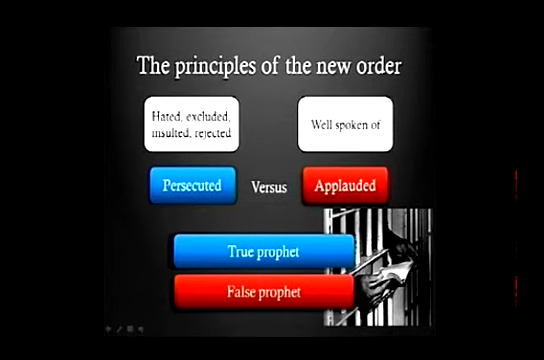 The principles of the new order
Hated, excluded,
insulted, rejected
Well spoken of
Persecuted
Versus
Applauded
True prophet
False prophet